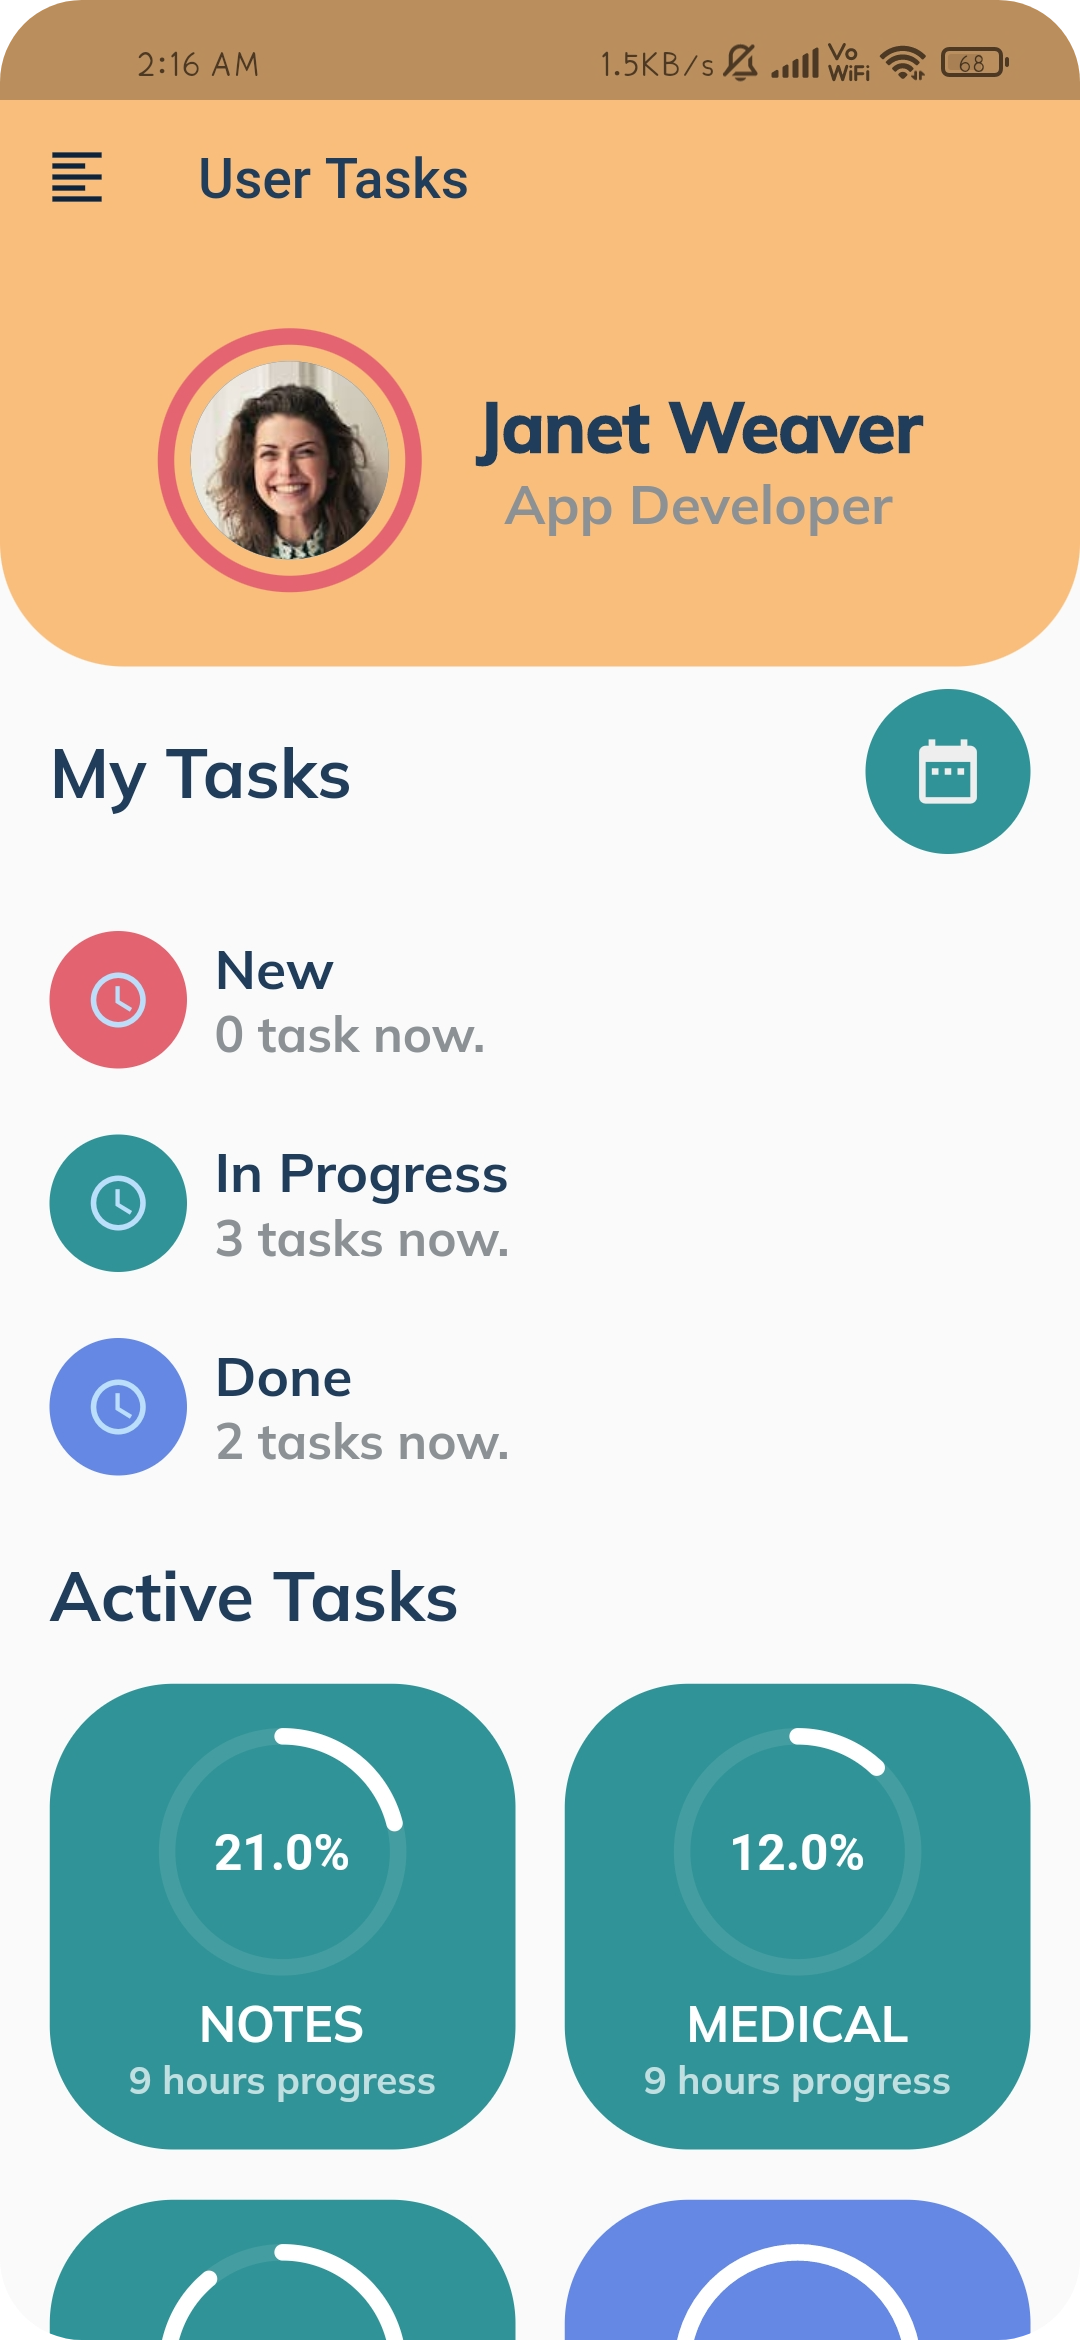 2:16 AM 1.5KB/s Vo WiFi 68
User Tasks
Janet Weaver
App Developer
My Tasks
New
0 task now.
In Progress
3 tasks now.
Done
2 tasks now.
Active Tasks
21.0% 12.0%
NOTES MEDICAL
9 hours progress 9 hours progress